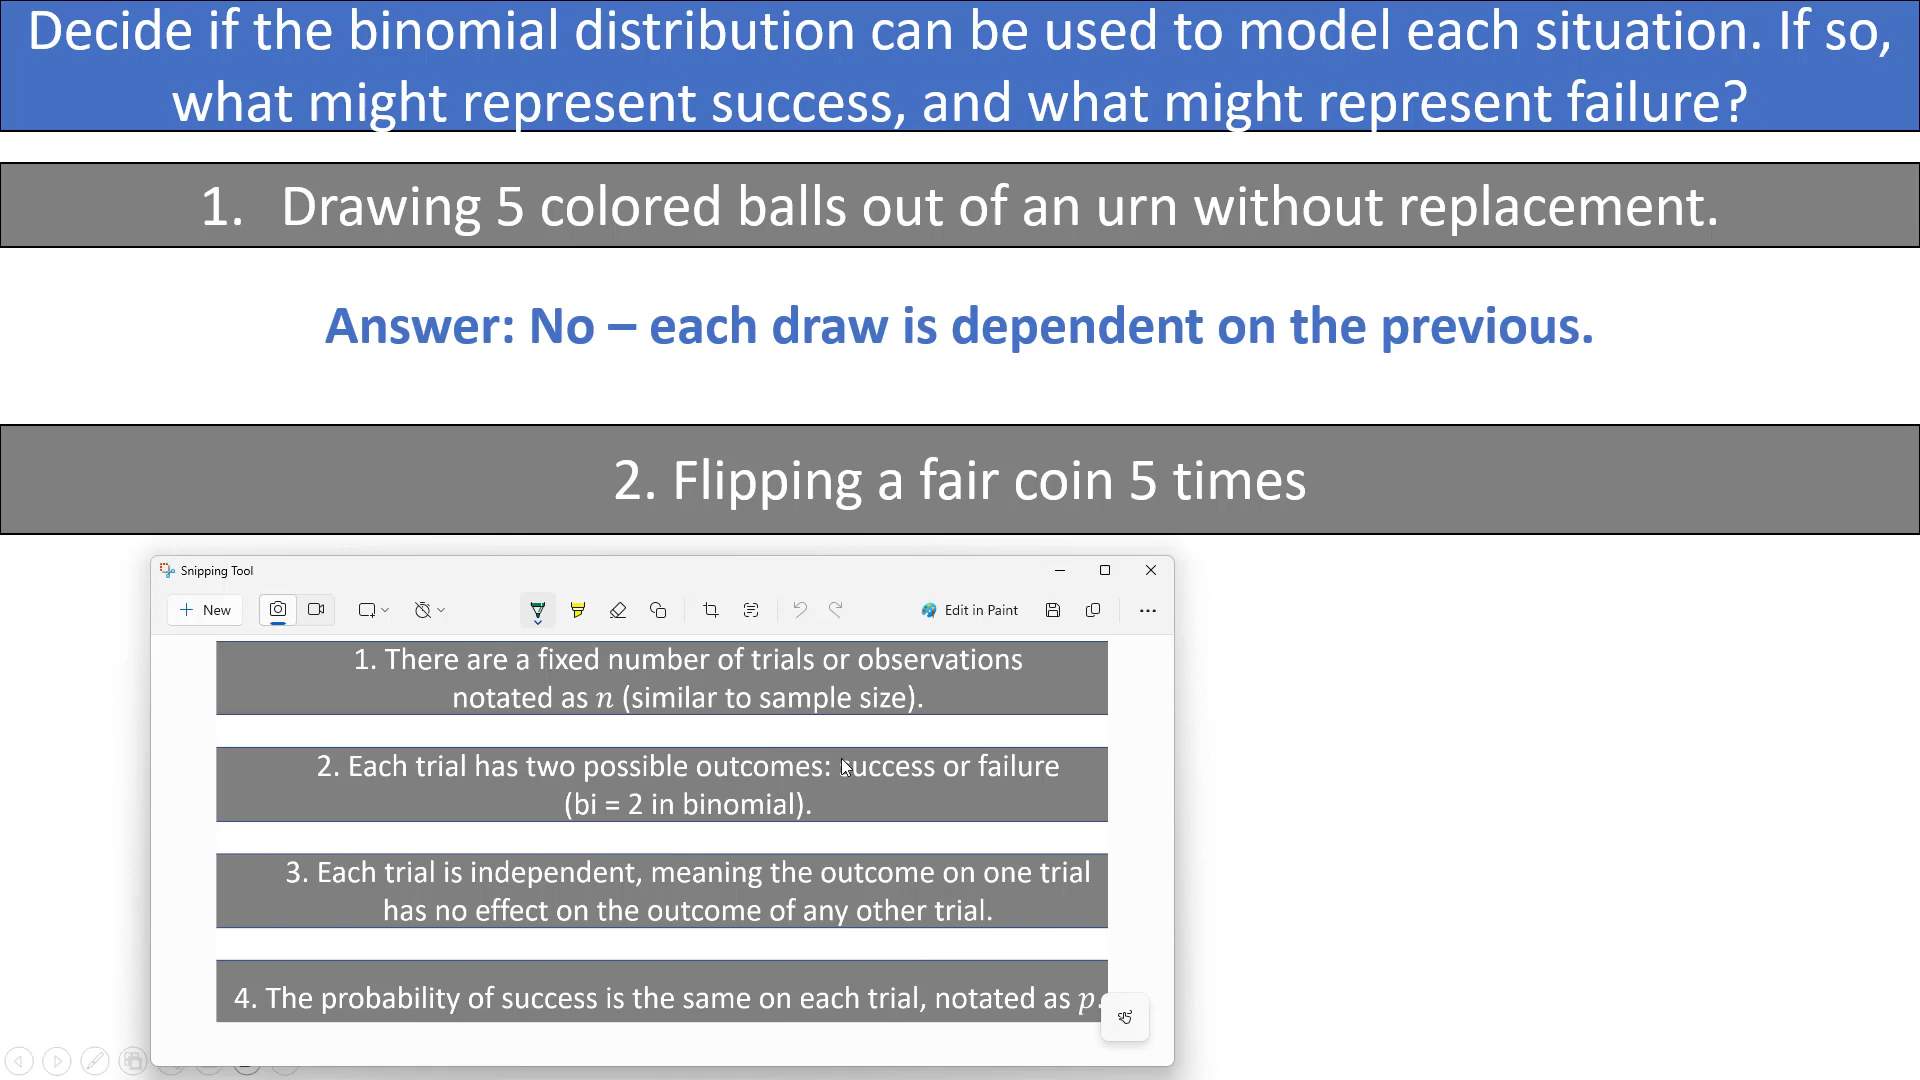 Decide if the binomial distribution can be used to model each situation. If so,
what might represent success, and what might represent failure?
1. Drawing 5 colored balls out of an urn without replacement.
Answer: No – each draw is dependent on the previous.
2. Flipping a fair coin 5 times
Snipping Tool
New
Edit in Paint
1. There are a fixed number of trials or observations
notated as n (similar to sample size).
2. Each trial has two possible outcomes: success or failure
(bi = 2 in binomial).
3. Each trial is independent, meaning the outcome on one trial
has no effect on the outcome of any other trial.
4. The probability of success is the same on each trial, notated as p.